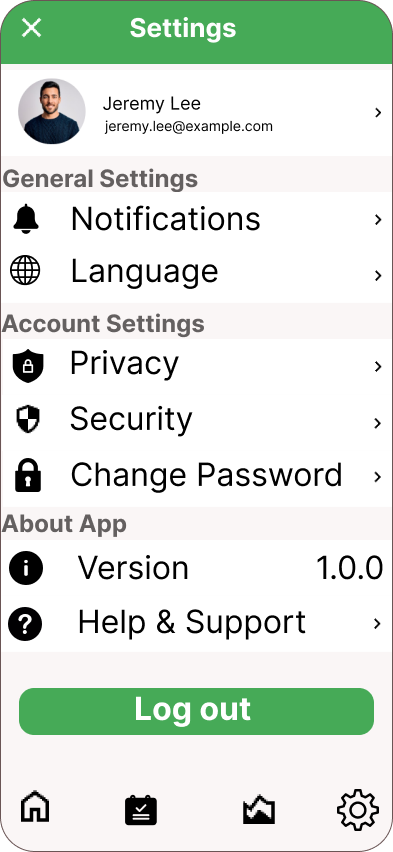 Settings
Jeremy Lee
jeremy.lee@example.com
General Settings
Notifications
Language
Account Settings
Privacy
Security
Change Password
About App
Version 1.0.0
Help & Support
Log out